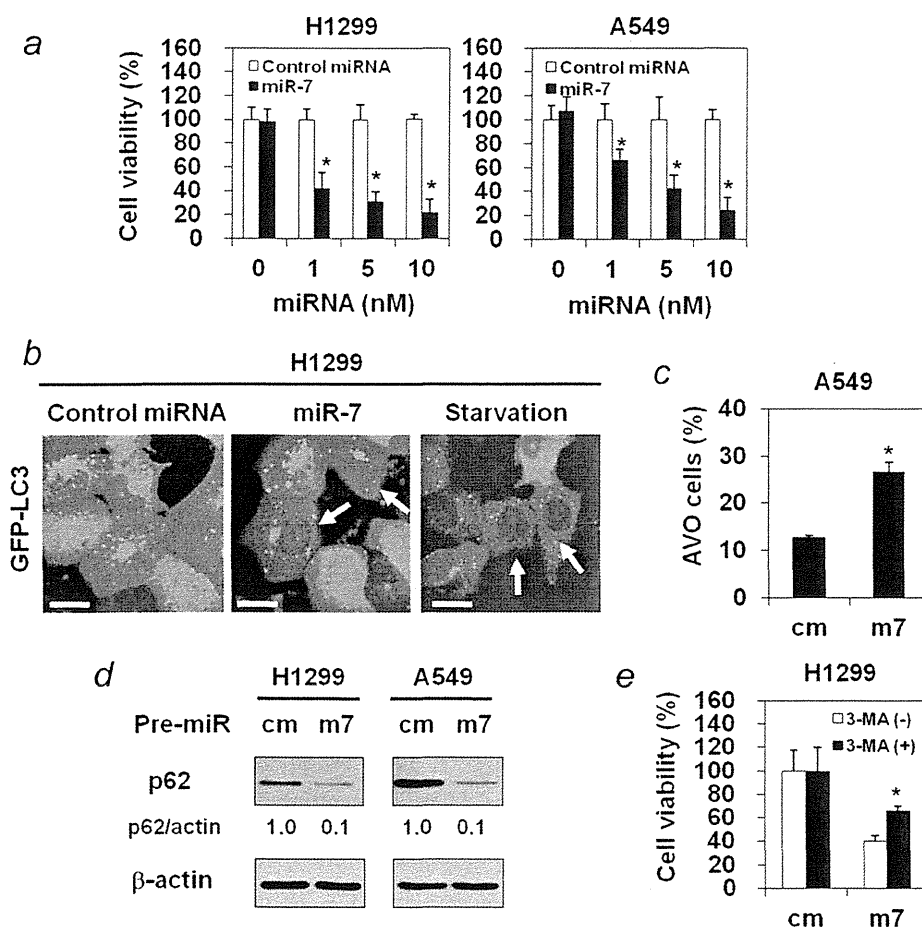 a
H1299
A549
Cell viability (%)
160
140
120
100
80
60
40
20
0
Control miRNA
miR-7
* * *
0 1 5 10
miRNA (nM)
160
140
120
100
80
60
40
20
0
Control miRNA
miR-7
* * *
0 1 5 10
miRNA (nM)
b
H1299
Control miRNA miR-7 Starvation
GFP-LC3
c
A549
AVO cells (%)
40
30
20
10
0
*
cm m7
d
H1299 A549
Pre-miR cm m7 cm m7
p62
p62/actin 1.0 0.1 1.0 0.1
β-actin
e
H1299
Cell viability (%)
160
140
120
100
80
60
40
20
0
3-MA (-)
3-MA (+)
*
cm m7